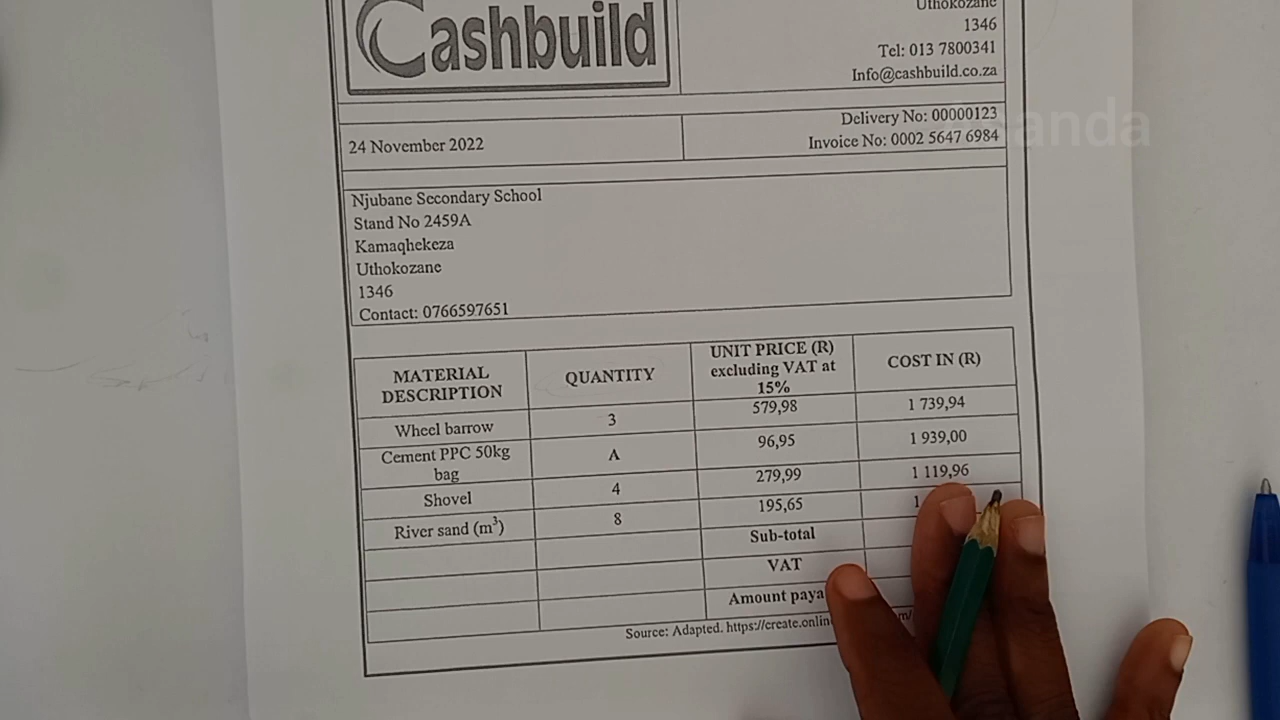 Cashbuild
Uthokozane
1346
Tel: 013 7800341
Info@cashbuild.co.za
24 November 2022
Delivery No: 00000123
Invoice No: 0002 5647 6984
Njubane Secondary School
Stand No 2459A
Kamaqhekeza
Uthokozane
1346
Contact: 0766597651
MATERIAL DESCRIPTION QUANTITY UNIT PRICE (R) excluding VAT at 15% COST IN (R)
Wheel barrow 3 579,98 1 739,94
Cement PPC 50kg bag A 96,95 1 939,00
Shovel 4 279,99 1 119,96
River sand (m³) 8 195,65 1
Sub-total
VAT
Amount paya
Source: Adapted. https://create.onlin